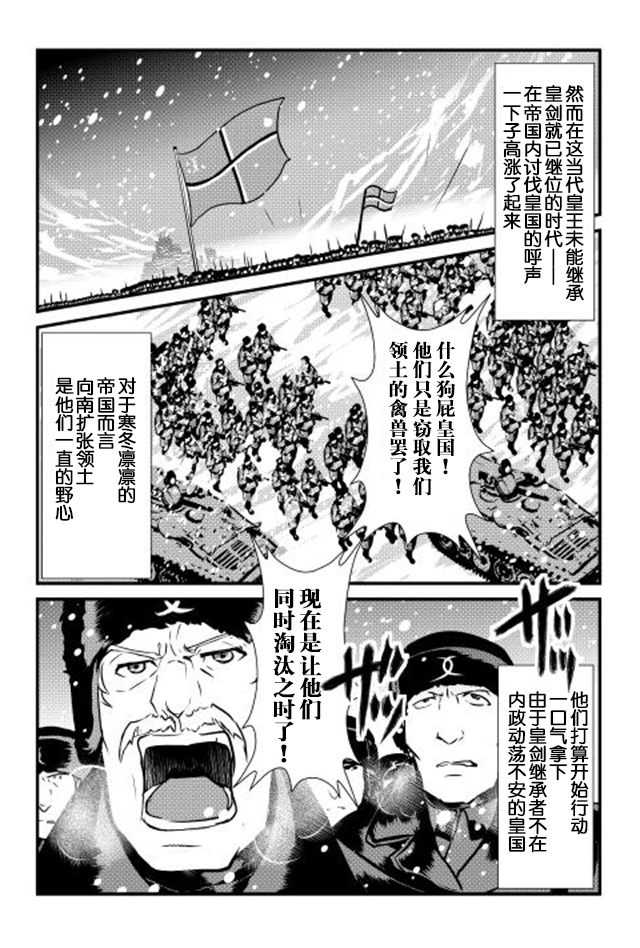 然而在这当代皇王未能继承
皇剑就已继位的时代——
在帝国内讨伐皇国的呼声
一下子高涨了起来
什么狗屁皇国！
他们只是窃取我们
领土的禽兽罢了！
对于寒冬凛凛的
帝国而言
向南扩张领土
是他们一直的野心
他们打算开始行动
一口气拿下
由于皇剑继承者不在
内政动荡不安的皇国
ザッ
ザッ
现在是让他们
同时淘汰之时了！